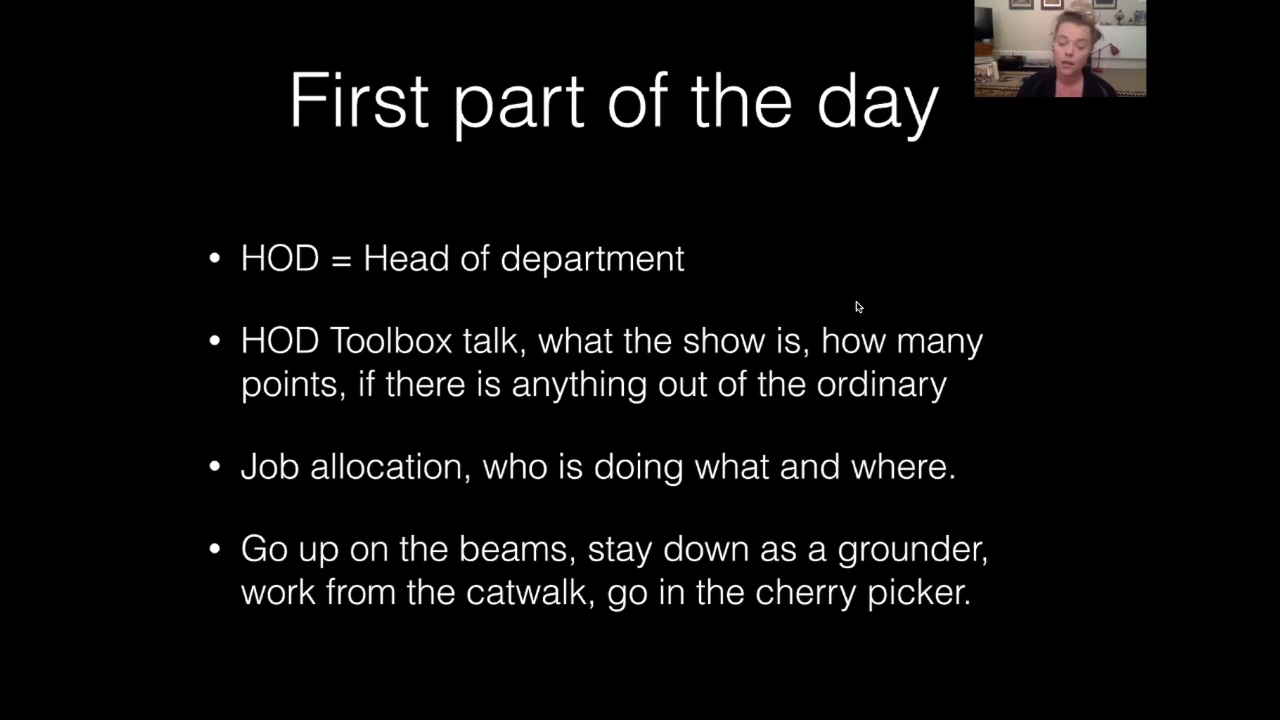 First part of the day
• HOD = Head of department
• HOD Toolbox talk, what the show is, how many
points, if there is anything out of the ordinary
• Job allocation, who is doing what and where.
• Go up on the beams, stay down as a grounder,
work from the catwalk, go in the cherry picker.